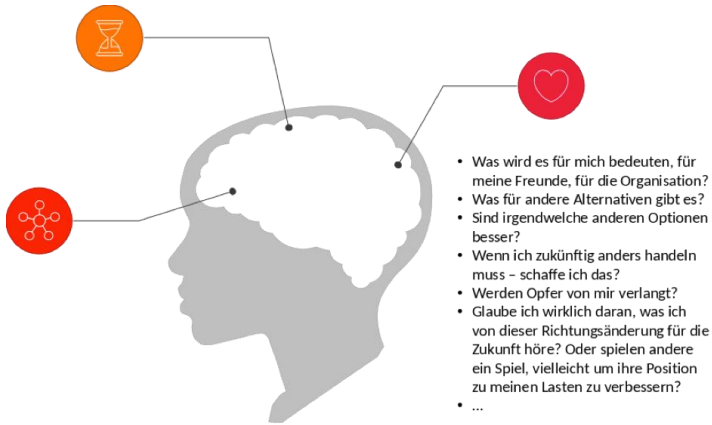 • Was wird es für mich bedeuten, für
meine Freunde, für die Organisation?
• Was für andere Alternativen gibt es?
• Sind irgendwelche anderen Optionen
besser?
• Wenn ich zukünftig anders handeln
muss – schaffe ich das?
• Werden Opfer von mir verlangt?
• Glaube ich wirklich daran, was ich
von dieser Richtungsänderung für die
Zukunft höre? Oder spielen andere
ein Spiel, vielleicht um ihre Position
zu meinen Lasten zu verbessern?
• ...